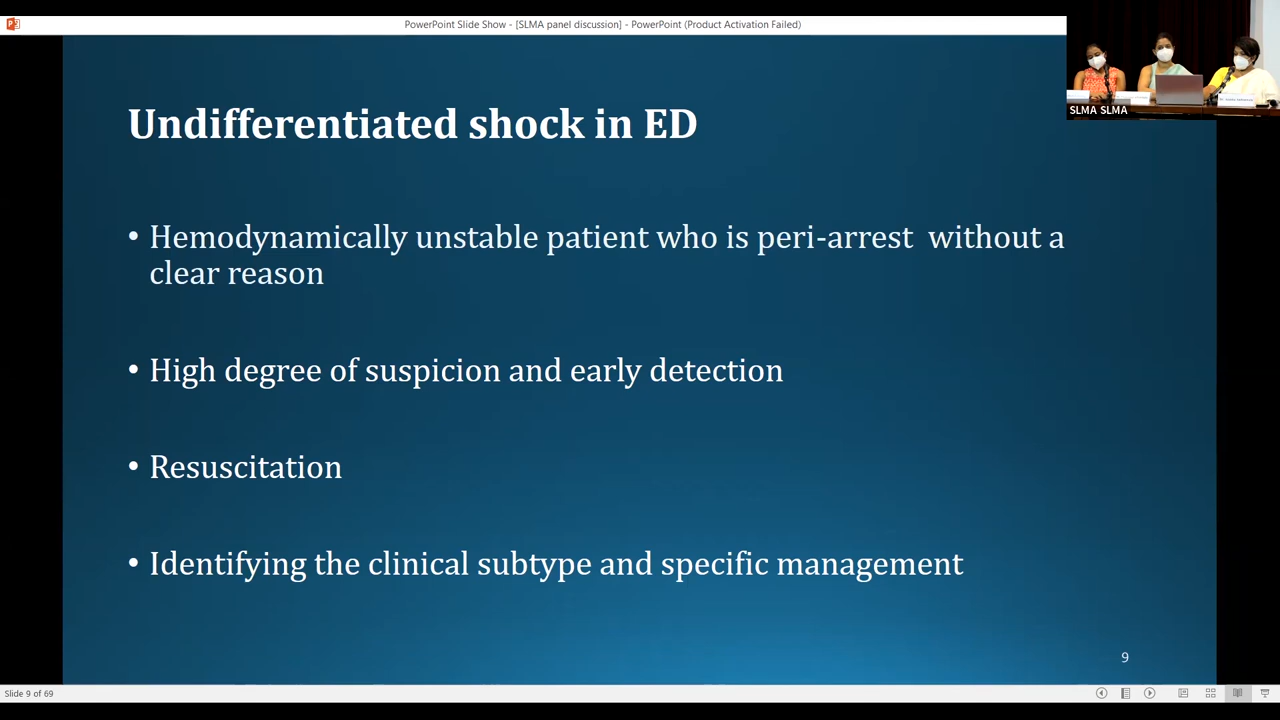 PowerPoint Slide Show - [SLMA panel discussion] - PowerPoint (Product Activation Failed)
SLMA SLMA
Undifferentiated shock in ED
• Hemodynamically unstable patient who is peri-arrest without a
clear reason
• High degree of suspicion and early detection
• Resuscitation
• Identifying the clinical subtype and specific management
9
Slide 9 of 69